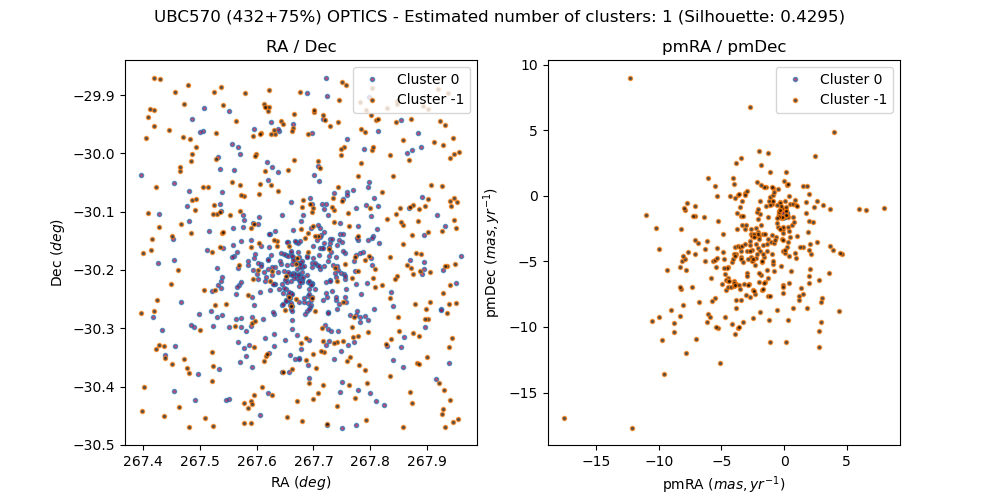 UBC570 (432+75%) OPTICS - Estimated number of clusters: 1 (Silhouette: 0.4295)
RA / Dec
Cluster 0
Cluster -1
−29.9
−30.0
−30.1
−30.2
−30.3
−30.4
−30.5
Dec (deg)
267.4 267.5 267.6 267.7 267.8 267.9
RA (deg)
pmRA / pmDec
Cluster 0
Cluster -1
10
5
0
−5
−10
−15
pmDec (mas, yr⁻¹)
−15 −10 −5 0 5
pmRA (mas, yr⁻¹)